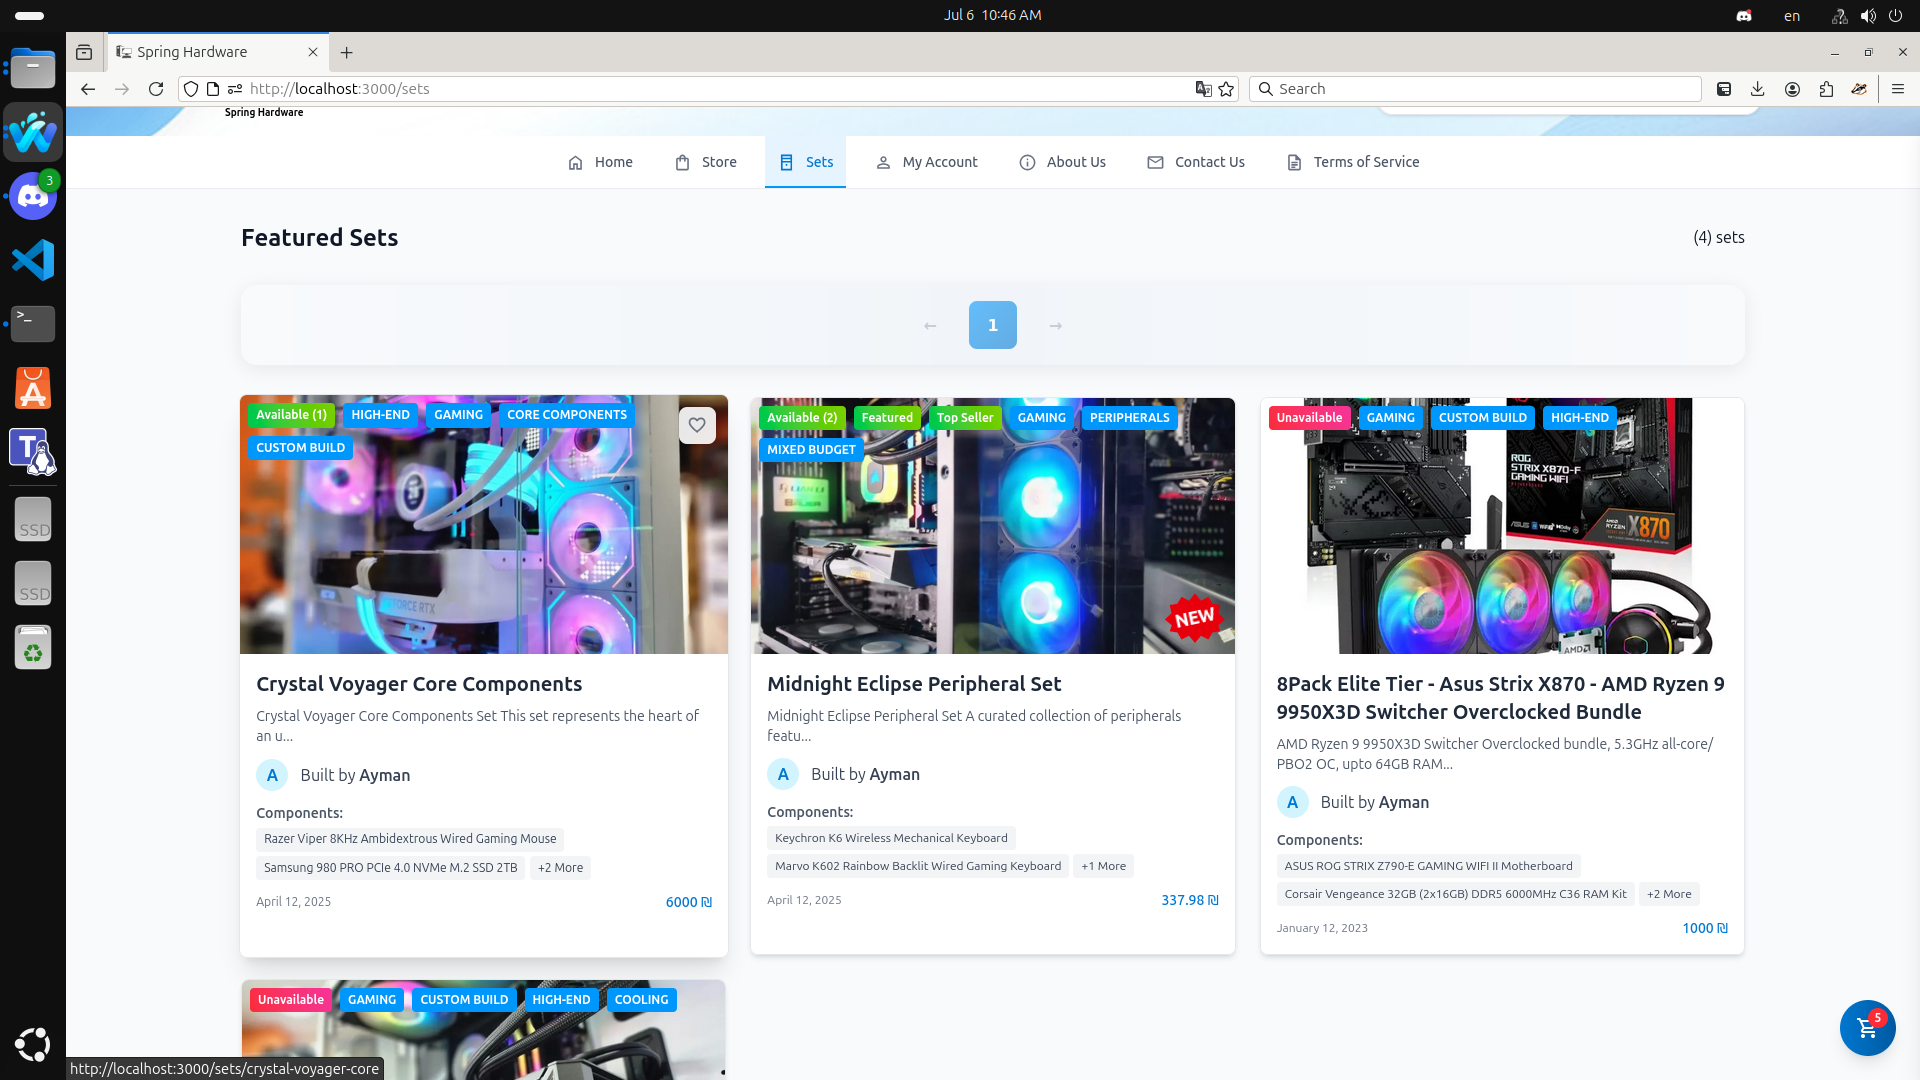 Jul 6 10:46 AM
en
Spring Hardware
http://localhost:3000/sets
Search
3
Spring Hardware
Home
Store
Sets
My Account
About Us
Contact Us
Terms of Service
Featured Sets
(4) sets
← 1 →
Available (1) HIGH-END GAMING CORE COMPONENTS
CUSTOM BUILD
Crystal Voyager Core Components
Crystal Voyager Core Components Set This set represents the heart of
an u...
A Built by Ayman
Components:
Razer Viper 8KHz Ambidextrous Wired Gaming Mouse
Samsung 980 PRO PCIe 4.0 NVMe M.2 SSD 2TB +2 More
April 12, 2025 6000 ₪
Available (2) Featured Top Seller GAMING PERIPHERALS
MIXED BUDGET
NEW
Midnight Eclipse Peripheral Set
Midnight Eclipse Peripheral Set A curated collection of peripherals
featu...
A Built by Ayman
Components:
Keychron K6 Wireless Mechanical Keyboard
Marvo K602 Rainbow Backlit Wired Gaming Keyboard +1 More
April 12, 2025 337.98 ₪
Unavailable GAMING CUSTOM BUILD HIGH-END
ROG
STRIX X870-F
GAMING WIFI
X870
AMD
8Pack Elite Tier - Asus Strix X870 - AMD Ryzen 9
9950X3D Switcher Overclocked Bundle
AMD Ryzen 9 9950X3D Switcher Overclocked bundle, 5.3GHz all-core/
PBO2 OC, upto 64GB RAM...
A Built by Ayman
Components:
ASUS ROG STRIX Z790-E GAMING WIFI II Motherboard
Corsair Vengeance 32GB (2x16GB) DDR5 6000MHz C36 RAM Kit +2 More
January 12, 2023 1000 ₪
Unavailable GAMING CUSTOM BUILD HIGH-END COOLING
5
SSD
SSD
http://localhost:3000/sets/crystal-voyager-core